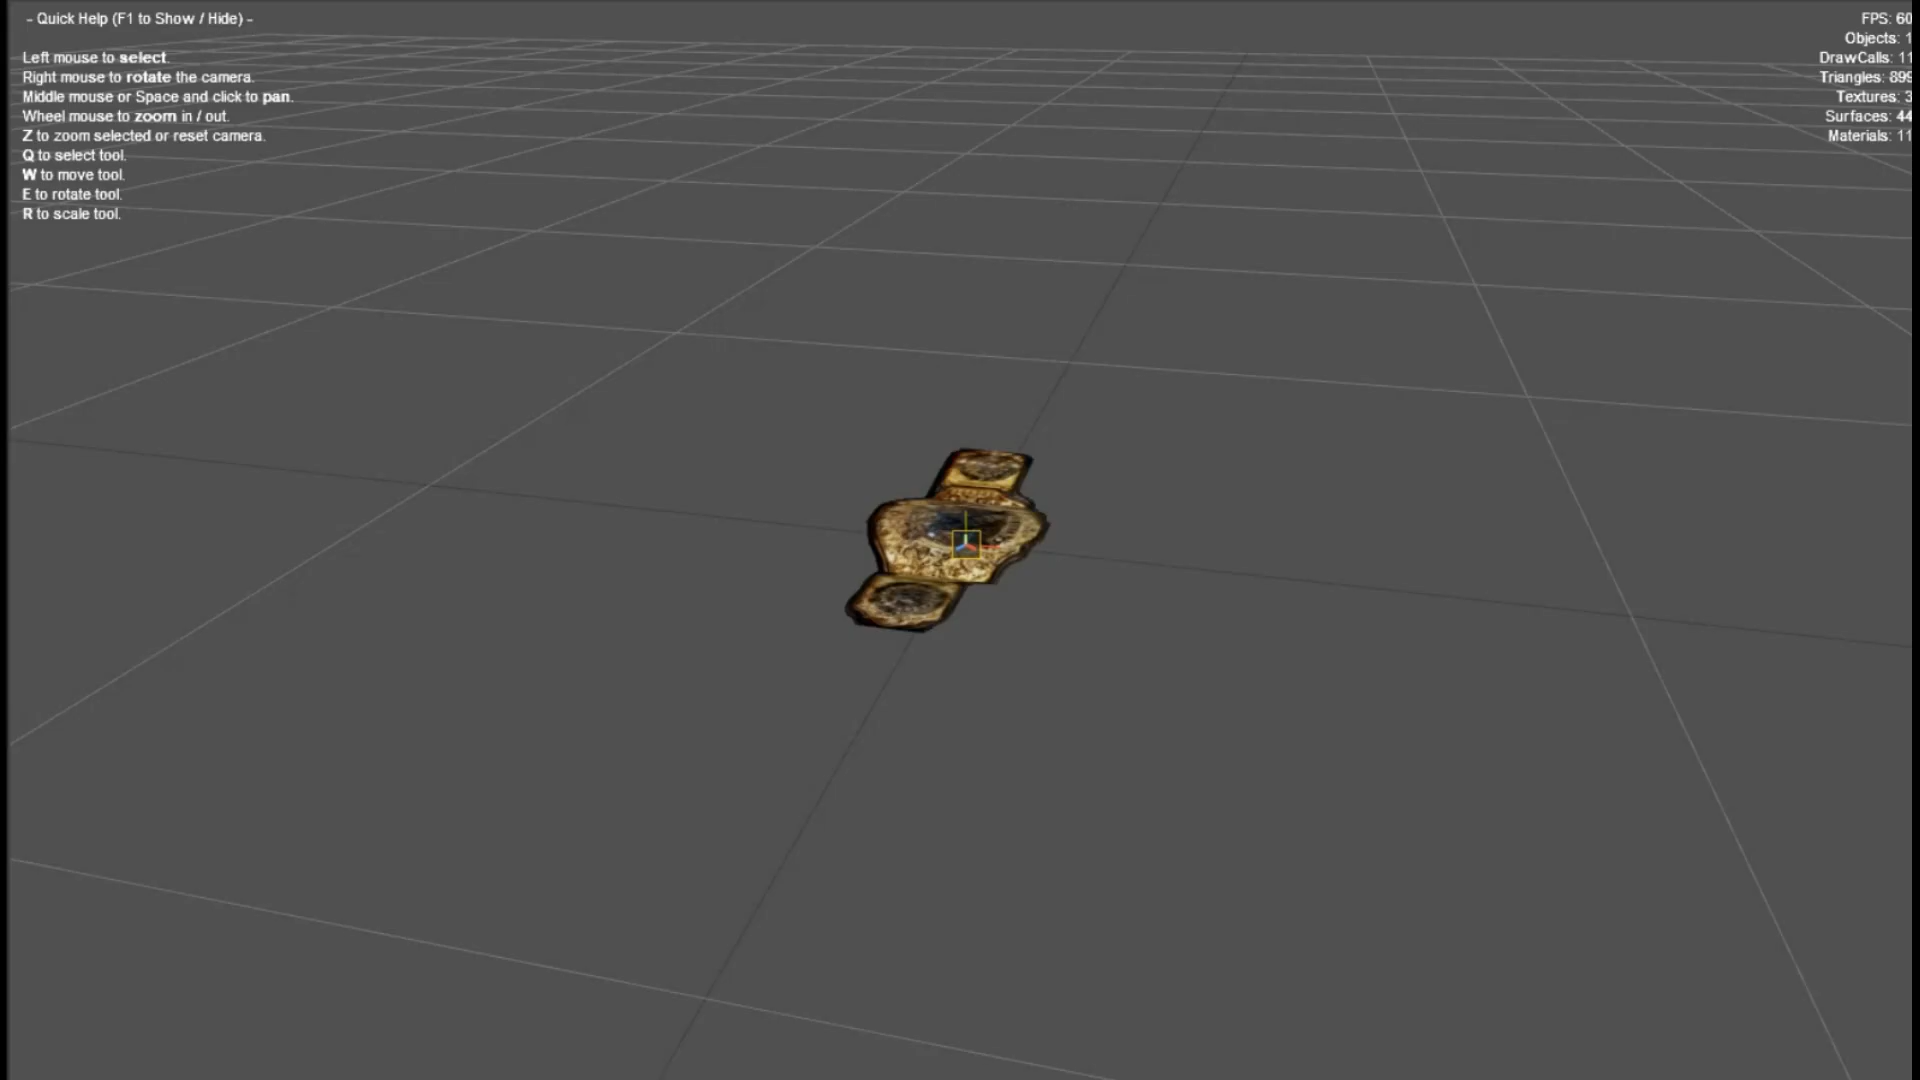 - Quick Help (F1 to Show / Hide) -
Left mouse to select.
Right mouse to rotate the camera.
Middle mouse or Space and click to pan.
Wheel mouse to zoom in / out.
Z to zoom selected or reset camera.
Q to select tool.
W to move tool.
E to rotate tool.
R to scale tool.
FPS: 60
Objects: 1
DrawCalls: 11
Triangles: 899
Textures: 3
Surfaces: 44
Materials: 11